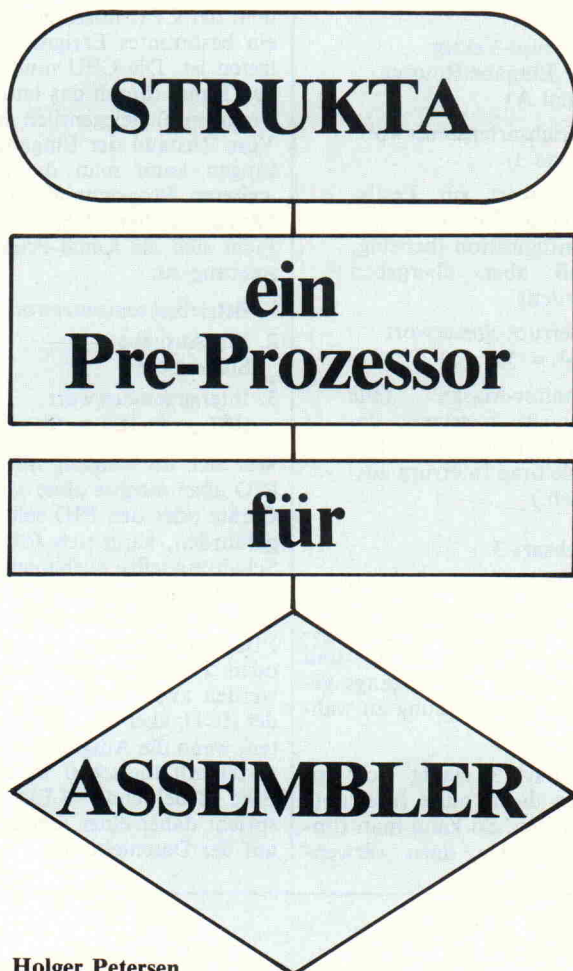 STRUKTA
ein
Pre-Prozessor
für
ASSEMBLER
Holger Petersen